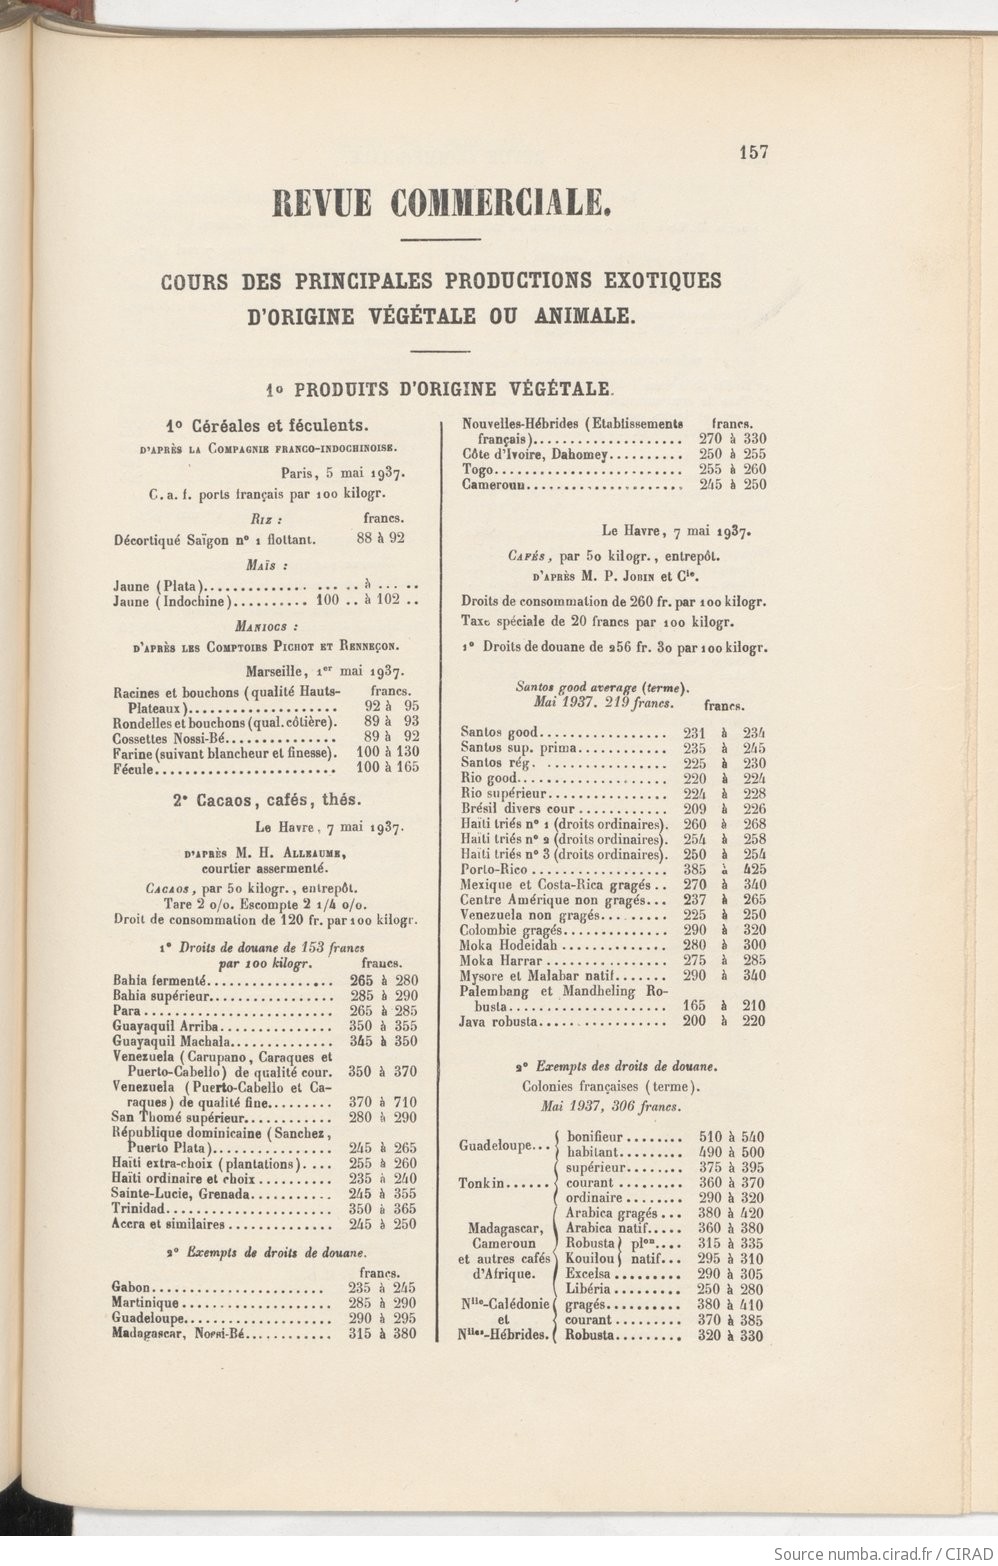 157
REVUE COMMERCIALE.
COURS DES PRINCIPALES PRODUCTIONS EXOTIQUES
D'ORIGINE VÉGÉTALE OU ANIMALE.
1º PRODUITS D'ORIGINE VÉGÉTALE.
1º Céréales et féculents.
D'APRÈS LA COMPAGNIE FRANCO-INDOCHINOISE.
Paris, 5 mai 1937.
C. a. f. ports français par 100 kilogr.
RIZ : francs.
Décortiqué Saïgon nº 1 flottant. 88 à 92
MAÏS :
Jaune (Plata).............. ... .. à ... ..
Jaune (Indochine).......... 100 .. à 102 ..
MANIOCS :
D'APRÈS LES COMPTOIRS PICHOT ET RENNEÇON.
Marseille, 1er mai 1937.
Racines et bouchons (qualité Hauts- francs.
Plateaux)................... 92 à 95
Rondelles et bouchons (qual. côtière). 89 à 93
Cossettes Nossi-Bé............... 89 à 92
Farine (suivant blancheur et finesse). 100 à 130
Fécule........................ 100 à 165
2º Cacaos, cafés, thés.
Le Havre, 7 mai 1937.
D'APRÈS M. H. ALLEAUME,
courtier assermenté.
CACAOS, par 50 kilogr., entrepôt.
Tare 2 o/o. Escompte 2 1/4 o/o.
Droit de consommation de 120 fr. par 100 kilogr.
1º Droits de douane de 153 francs
par 100 kilogr. francs.
Bahia fermenté................. 265 à 280
Bahia supérieur................. 285 à 290
Para......................... 265 à 285
Guayaquil Arriba............... 350 à 355
Guayaquil Machala.............. 345 à 350
Venezuela (Carupano, Caraques et
Puerto-Cabello) de qualité cour. 350 à 370
Venezuela (Puerto-Cabello et Ca-
raques) de qualité fine......... 370 à 710
San Thomé supérieur............ 280 à 290
République dominicaine (Sanchez,
Puerto Plata)................ 245 à 265
Haïti extra-choix (plantations).... 255 à 260
Haïti ordinaire et choix.......... 235 à 240
Sainte-Lucie, Grenada........... 245 à 355
Trinidad...................... 350 à 365
Accra et similaires.............. 245 à 250
2º Exempts de droits de douane.
francs.
Gabon....................... 235 à 245
Martinique.................... 285 à 290
Guadeloupe................... 290 à 295
Madagascar, Nossi-Bé............ 315 à 380
Nouvelles-Hébrides (Etablissements francs.
français).................... 270 à 330
Côte d'Ivoire, Dahomey.......... 250 à 255
Togo......................... 255 à 260
Cameroun..................... 245 à 250
Le Havre, 7 mai 1937.
CAFÉS, par 50 kilogr., entrepôt.
D'APRÈS M. P. JOBIN et Cie.
Droits de consommation de 260 fr. par 100 kilogr.
Taxe spéciale de 20 francs par 100 kilogr.
1º Droits de douane de 256 fr. 30 par 100 kilogr.
Santos good average (terme).
Mai 1937. 219 francs. francs.
Santos good................. 231 à 234
Santos sup. prima............ 235 à 245
Santos rég. ................ 225 à 230
Rio good.................... 220 à 224
Rio supérieur................ 224 à 228
Brésil divers cour............ 209 à 226
Haïti triés nº 1 (droits ordinaires). 260 à 268
Haïti triés nº 2 (droits ordinaires). 254 à 258
Haïti triés nº 3 (droits ordinaires). 250 à 254
Porto-Rico.................. 385 à 425
Mexique et Costa-Rica gragés.. 270 à 340
Centre Amérique non gragés... 237 à 265
Venezuela non gragés......... 225 à 250
Colombie gragés.............. 290 à 320
Moka Hodeidah.............. 280 à 300
Moka Harrar................ 275 à 285
Mysore et Malabar natif....... 290 à 340
Palembang et Mandheling Ro-
busta..................... 165 à 210
Java robusta................. 200 à 220
2º Exempts des droits de douane.
Colonies françaises (terme).
Mai 1937, 306 francs.
Guadeloupe... bonifieur........ 510 à 540
habitant......... 490 à 500
Tonkin...... supérieur........ 375 à 395
courant......... 360 à 370
ordinaire........ 290 à 320
Madagascar, Cameroun et autres cafés d'Afrique. Arabica gragés... 380 à 420
Arabica natif..... 360 à 380
Robusta plon.... 315 à 335
Kouilou natif... 295 à 310
Excelsa......... 290 à 305
Libéria......... 250 à 280
Nlle-Calédonie et Nlles-Hébrides. gragés.......... 380 à 410
courant......... 370 à 385
Robusta......... 320 à 330
Source numba.cirad.fr / CIRAD